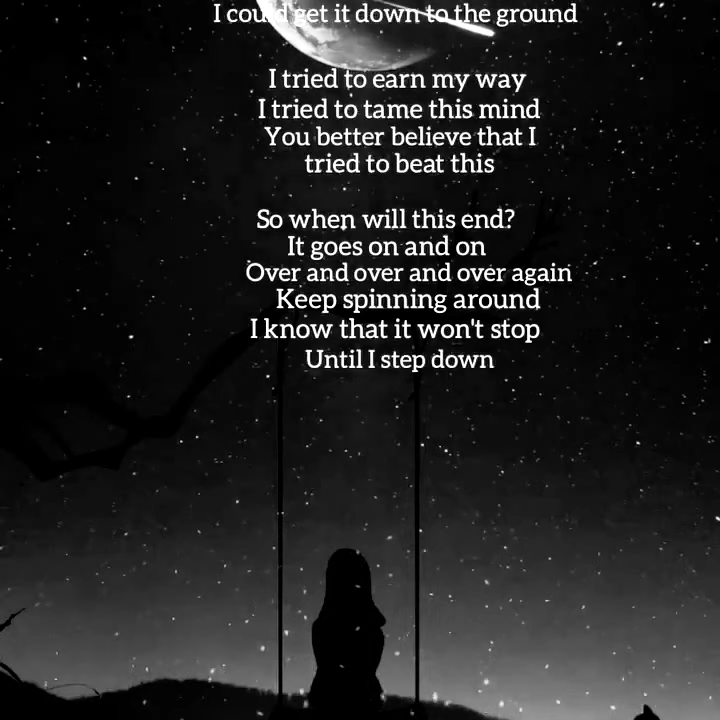 I could get it down to the ground
I tried to earn my way
I tried to tame this mind
You better believe that I
tried to beat this
So when will this end?
It goes on and on
Over and over and over again
Keep spinning around
I know that it won't stop
Until I step down